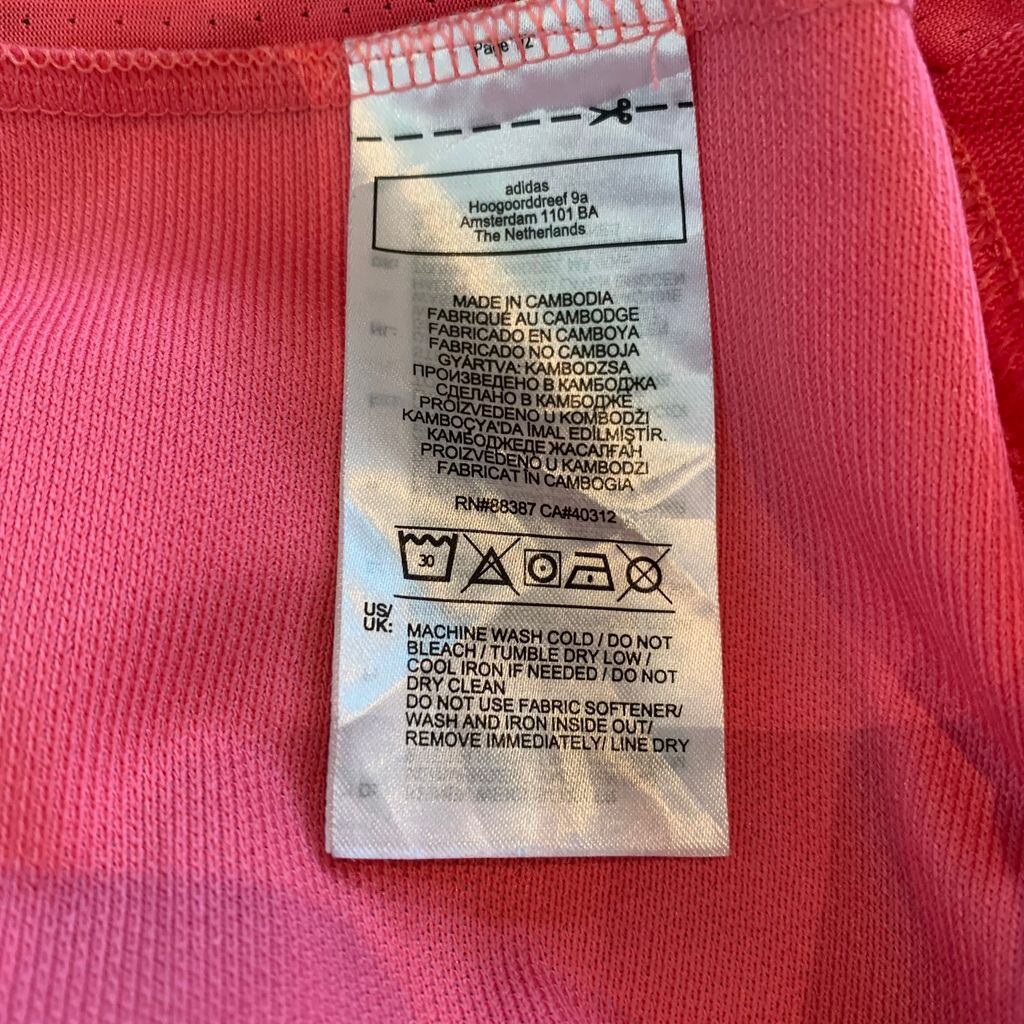 Page 12
adidas
Hoogoorddreef 9a
Amsterdam 1101 BA
The Netherlands
MADE IN CAMBODIA
FABRIQUÉ AU CAMBODGE
FABRICADO EN CAMBOYA
FABRICADO NO CAMBOJA
GYÁRTVA: KAMBODZSA
ПРОИЗВЕДЕНО В КАМБОДЖА
СДЕЛАНО В КАМБОДЖЕ
PROIZVEDENO U KOMBODŽI
KAMBOÇYA'DA İMAL EDİLMİŞTİR.
КАМБОДЖЕДЕ ЖАСАЛҒАН
PROIZVEDENO U KAMBODZI
FABRICAT ÎN CAMBOGIA
RN#88387 CA#40312
30
US/
UK:
MACHINE WASH COLD / DO NOT
BLEACH / TUMBLE DRY LOW /
COOL IRON IF NEEDED / DO NOT
DRY CLEAN
DO NOT USE FABRIC SOFTENER/
WASH AND IRON INSIDE OUT/
REMOVE IMMEDIATELY/ LINE DRY